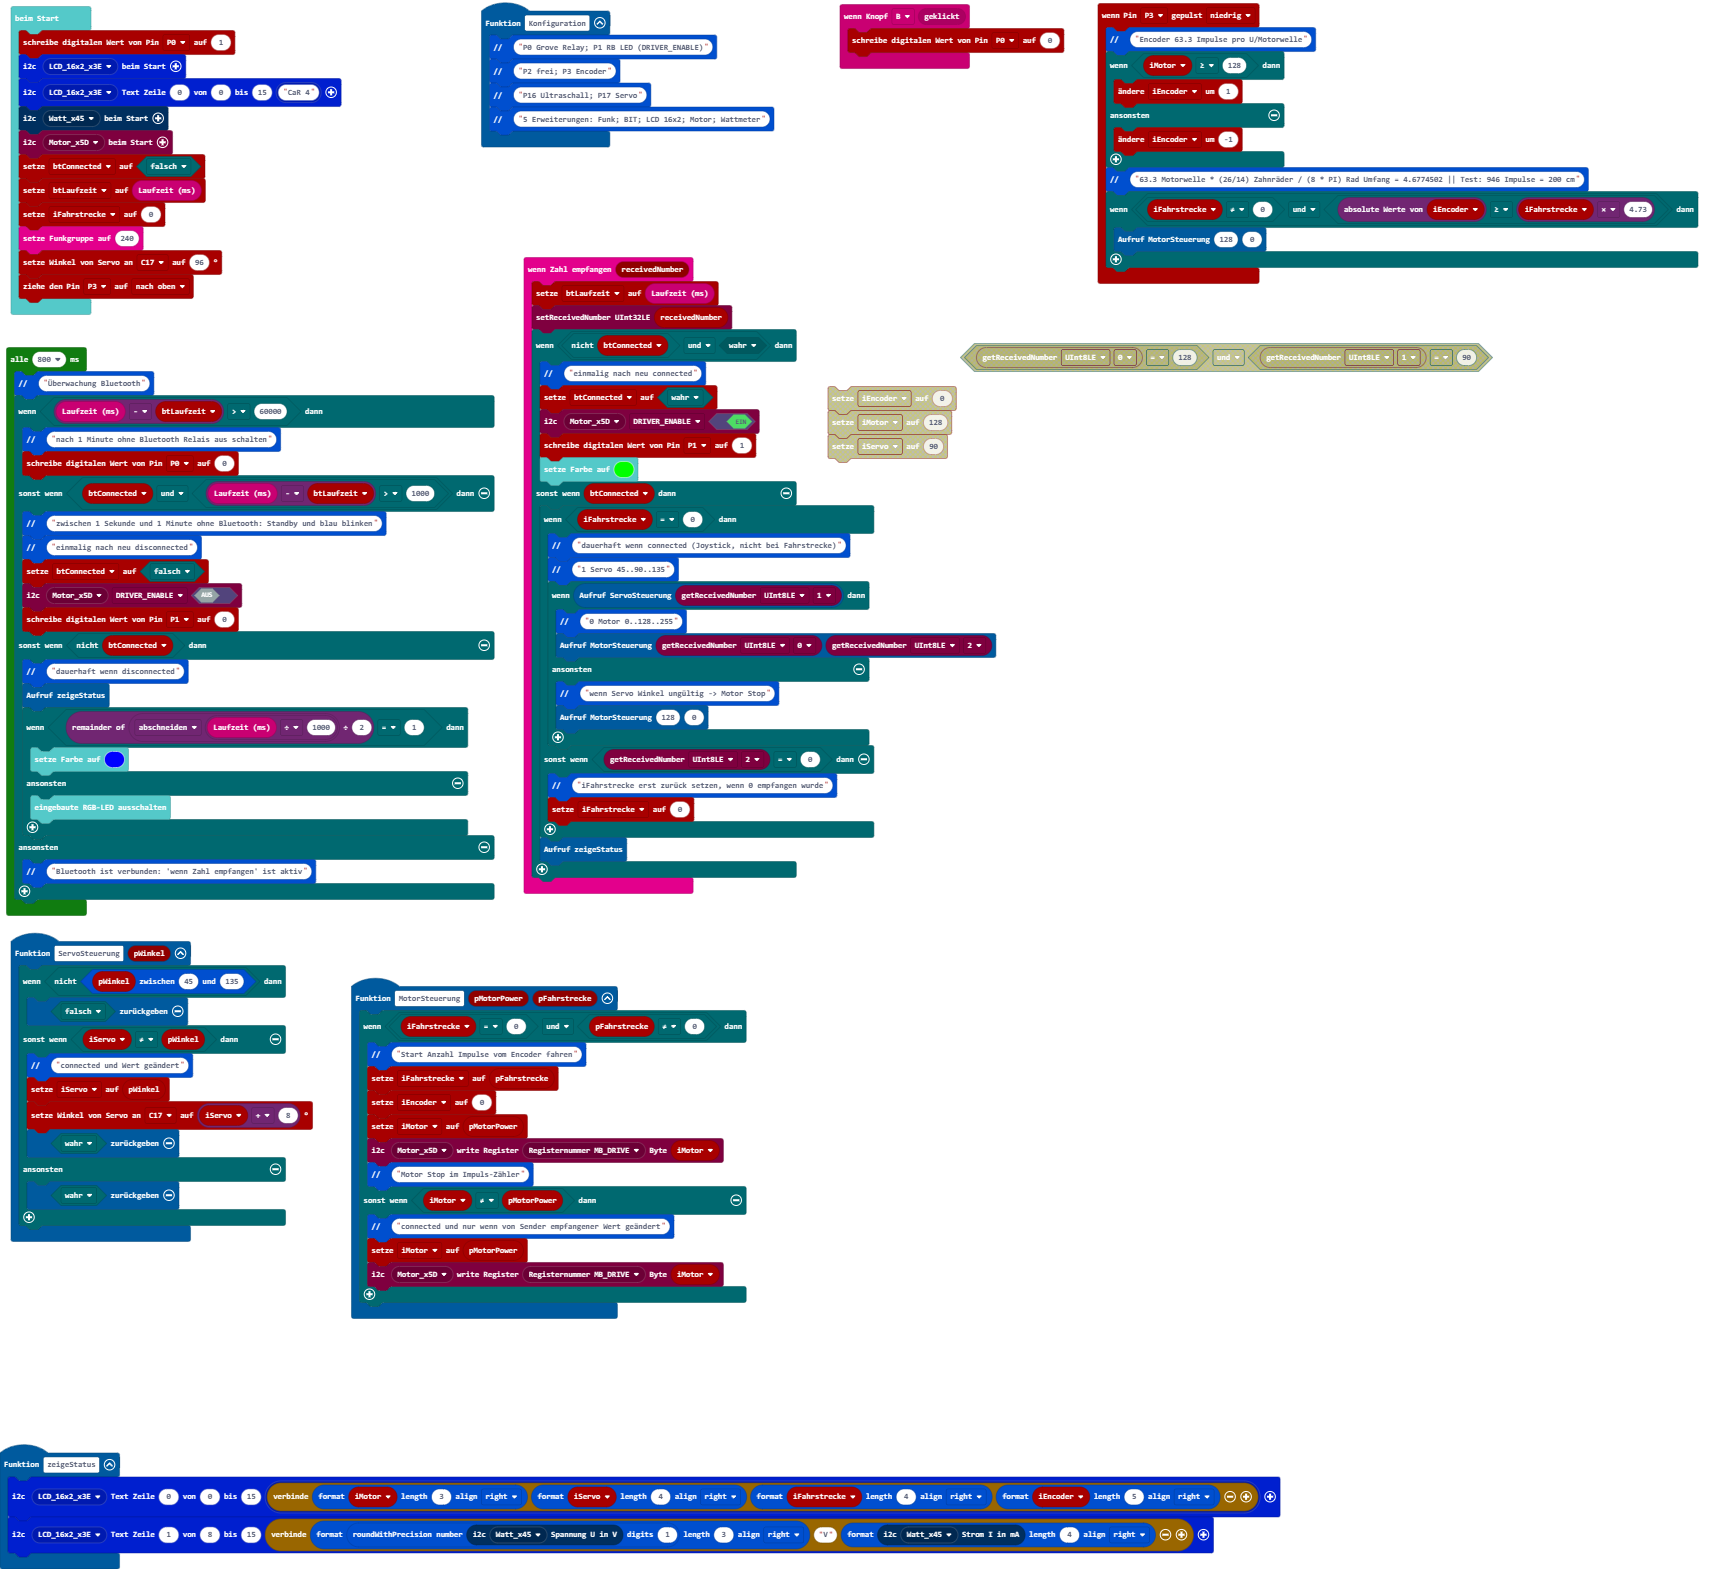 beim Start
schreibe digitalen Wert von Pin P0 auf 1
i2c LCD_16x2_x3E beim Start
i2c LCD_16x2_x3E Text Zeile 0 von 0 bis 15 "CaR 4"
i2c Watt_x45 beim Start
i2c Motor_x5D beim Start
setze btConnected auf falsch
setze btLaufzeit auf Laufzeit (ms)
setze iFahrstrecke auf 0
setze Funkgruppe auf 240
setze Winkel von Servo an C17 auf 96 °
ziehe den Pin P3 auf nach oben
Funktion Konfiguration
// "P0 Grove Relay; P1 RB LED (DRIVER_ENABLE)"
// "P2 frei; P3 Encoder"
// "P16 Ultraschall; P17 Servo"
// "5 Erweiterungen: Funk; BIT; LCD 16x2; Motor; Wattmeter"
wenn Knopf B geklickt
schreibe digitalen Wert von Pin P0 auf 0
wenn Pin P3 gepulst niedrig
// "Encoder 63.3 Impulse pro U/Motorwelle"
wenn iMotor ≥ 128 dann
ändere iEncoder um 1
ansonsten
ändere iEncoder um -1
// "63.3 Motorwelle * (26/14) Zahnräder / (8 * PI) Rad Umfang = 4.6774502 || Test: 946 Impulse = 200 cm"
wenn iFahrstrecke ≠ 0 und absolute Werte von iEncoder ≥ iFahrstrecke × 4.73 dann
Aufruf MotorSteuerung 128 0
alle 800 ms
// "Überwachung Bluetooth"
wenn Laufzeit (ms) - btLaufzeit > 60000 dann
// "nach 1 Minute ohne Bluetooth Relais aus schalten"
schreibe digitalen Wert von Pin P0 auf 0
sonst wenn btConnected und Laufzeit (ms) - btLaufzeit > 1000 dann
// "zwischen 1 Sekunde und 1 Minute ohne Bluetooth: Standby und blau blinken"
// "einmalig nach neu disconnected"
setze btConnected auf falsch
i2c Motor_x5D DRIVER_ENABLE AUS
schreibe digitalen Wert von Pin P1 auf 0
sonst wenn nicht btConnected dann
// "dauerhaft wenn disconnected"
Aufruf zeigeStatus
wenn remainder of abschneiden Laufzeit (ms) ÷ 1000 ÷ 2 = 1 dann
setze Farbe auf
ansonsten
eingebaute RGB-LED ausschalten
ansonsten
// "Bluetooth ist verbunden: 'wenn Zahl empfangen' ist aktiv"
wenn Zahl empfangen receivedNumber
setze btLaufzeit auf Laufzeit (ms)
setReceivedNumber UInt32LE receivedNumber
wenn nicht btConnected und wahr dann
// "einmalig nach neu connected"
setze btConnected auf wahr
i2c Motor_x5D DRIVER_ENABLE EIN
schreibe digitalen Wert von Pin P1 auf 1
setze Farbe auf
sonst wenn btConnected dann
wenn iFahrstrecke = 0 dann
// "dauerhaft wenn connected (Joystick, nicht bei Fahrstrecke)"
// "1 Servo 45..90..135"
wenn Aufruf ServoSteuerung getReceivedNumber UInt8LE 1 dann
// "0 Motor 0..128..255"
Aufruf MotorSteuerung getReceivedNumber UInt8LE 0 getReceivedNumber UInt8LE 2
ansonsten
// "wenn Servo Winkel ungültig -> Motor Stop"
Aufruf MotorSteuerung 128 0
sonst wenn getReceivedNumber UInt8LE 2 = 0 dann
// "iFahrstrecke erst zurück setzen, wenn 0 empfangen wurde"
setze iFahrstrecke auf 0
Aufruf zeigeStatus
getReceivedNumber UInt8LE 0 = 128 und getReceivedNumber UInt8LE 1 = 90
setze iEncoder auf 0
setze iMotor auf 128
setze iServo auf 90
Funktion ServoSteuerung pWinkel
wenn nicht pWinkel zwischen 45 und 135 dann
falsch zurückgeben
sonst wenn iServo ≠ pWinkel dann
// "connected und Wert geändert"
setze iServo auf pWinkel
setze Winkel von Servo an C17 auf iServo + 8 °
wahr zurückgeben
ansonsten
wahr zurückgeben
Funktion MotorSteuerung pMotorPower pFahrstrecke
wenn iFahrstrecke = 0 und pFahrstrecke ≠ 0 dann
// "Start Anzahl Impulse vom Encoder fahren"
setze iFahrstrecke auf pFahrstrecke
setze iEncoder auf 0
setze iMotor auf pMotorPower
i2c Motor_x5D write Register Registernummer MB_DRIVE Byte iMotor
// "Motor Stop im Impuls-Zähler"
sonst wenn iMotor ≠ pMotorPower dann
// "connected und nur wenn von Sender empfangener Wert geändert"
setze iMotor auf pMotorPower
i2c Motor_x5D write Register Registernummer MB_DRIVE Byte iMotor
Funktion zeigeStatus
i2c LCD_16x2_x3E Text Zeile 0 von 0 bis 15 verbinde format iMotor length 3 align right format iServo length 4 align right format iFahrstrecke length 4 align right format iEncoder length 5 align right
i2c LCD_16x2_x3E Text Zeile 1 von 8 bis 15 verbinde format roundWithPrecision number i2c Watt_x45 Spannung U in V digits 1 length 3 align right "V" format i2c Watt_x45 Strom I in mA length 4 align right